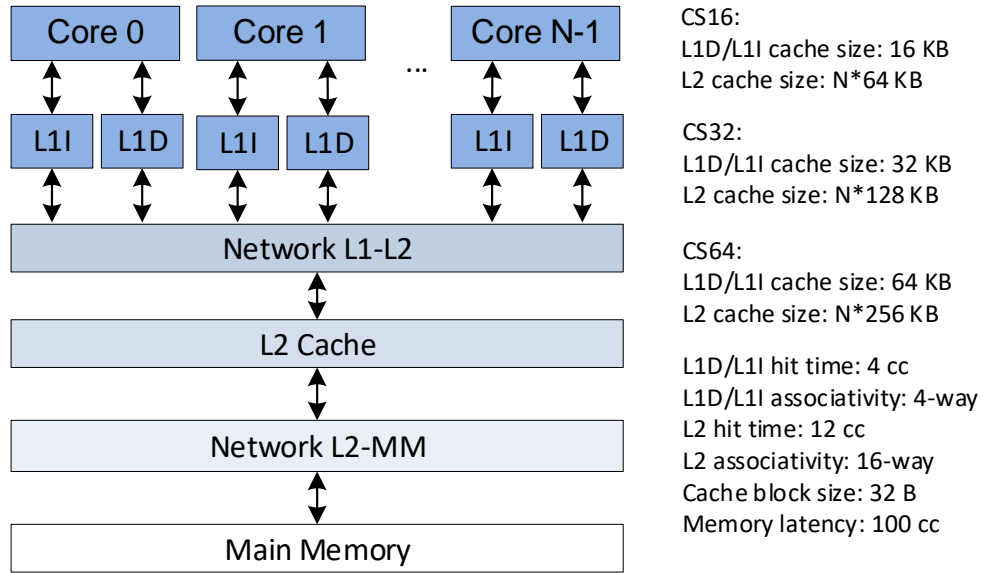 Core 0
Core 1
...
Core N-1
L1I
L1D
L1I
L1D
L1I
L1D
Network L1-L2
L2 Cache
Network L2-MM
Main Memory
CS16:
L1D/L1I cache size: 16 KB
L2 cache size: N*64 KB
CS32:
L1D/L1I cache size: 32 KB
L2 cache size: N*128 KB
CS64:
L1D/L1I cache size: 64 KB
L2 cache size: N*256 KB
L1D/L1I hit time: 4 cc
L1D/L1I associativity: 4-way
L2 hit time: 12 cc
L2 associativity: 16-way
Cache block size: 32 B
Memory latency: 100 cc